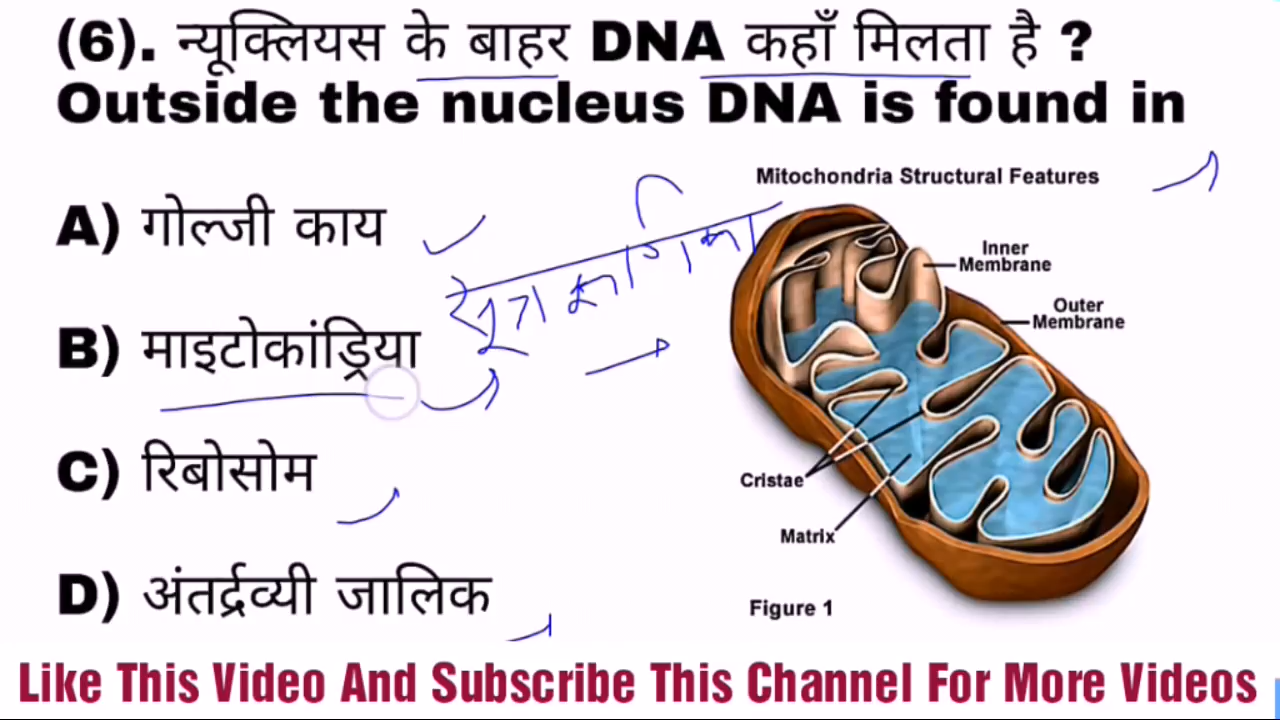 (6). न्यूक्लियस के बाहर DNA कहाँ मिलता है ?
Outside the nucleus DNA is found in
Mitochondria Structural Features
A) गोल्जी काय
Inner
Membrane
Outer
Membrane
B) माइटोकांड्रिया
C) रिबोसोम
Cristae
Matrix
D) अंतर्द्रव्यी जालिक
Figure 1
Like This Video And Subscribe This Channel For More Videos